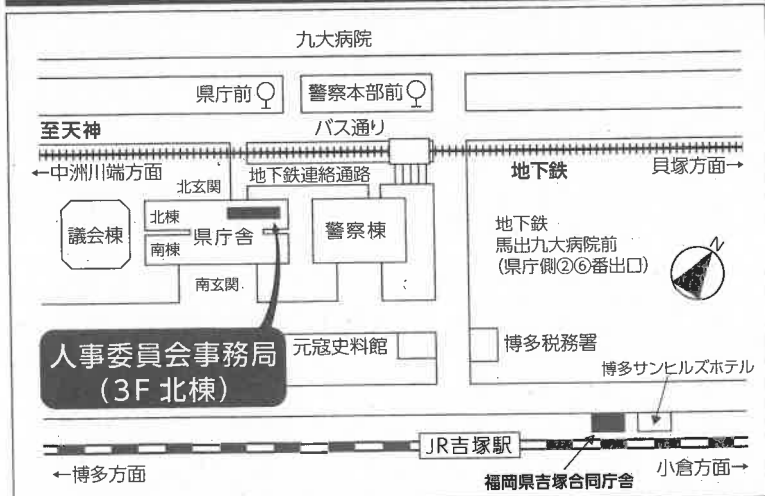 九大病院
県庁前
警察本部前
至天神
バス通り
←中洲川端方面
北玄関
地下鉄連絡通路
地下鉄
貝塚方面→
議会棟
北棟
県庁舎
南棟
警察棟
地下鉄
馬出九大病院前
(県庁側②⑥番出口)
N
南玄関
人事委員会事務局
(3F 北棟)
元寇史料館
博多税務署
博多サンヒルズホテル
JR吉塚駅
←博多方面
福岡県吉塚合同庁舎
小倉方面→